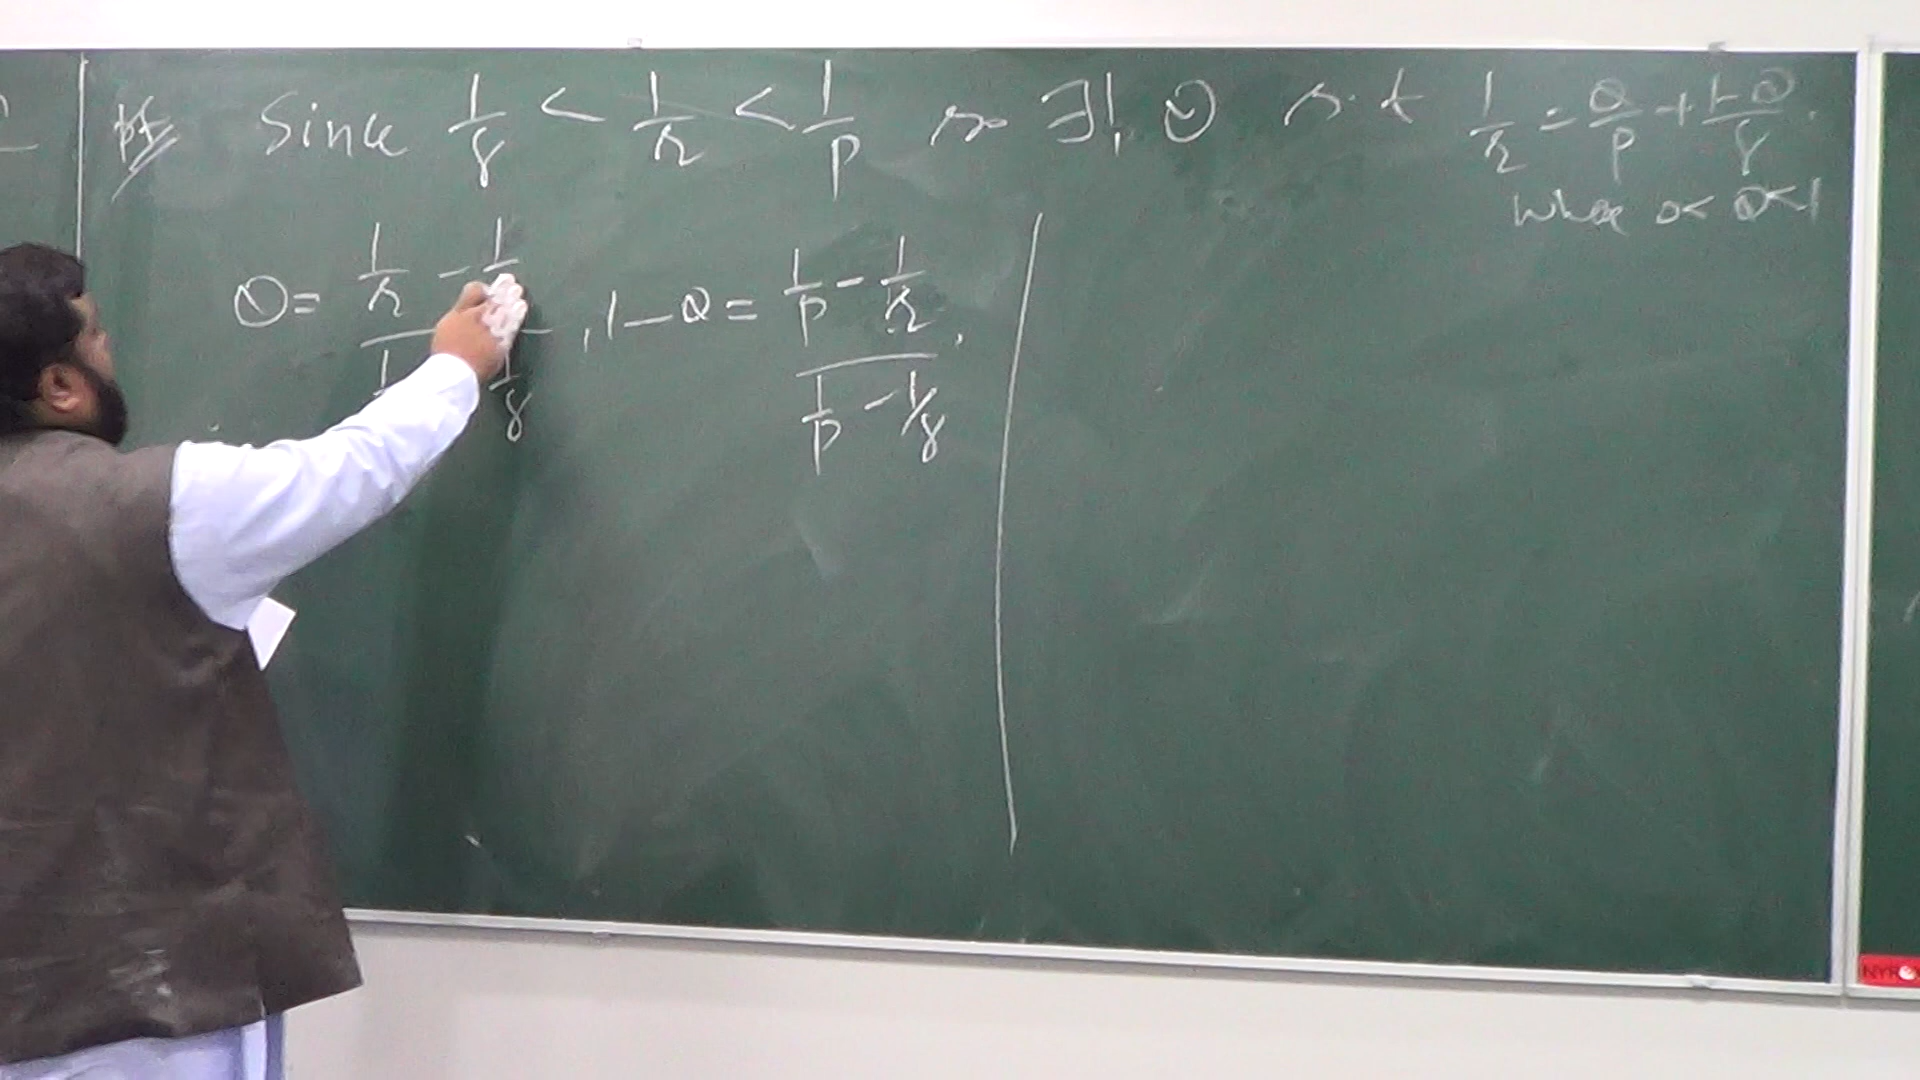 pf Since 1/q < 1/r < 1/p so ∃! θ s.t 1/r = θ/p + 1-θ/q.
where 0 < θ < 1
θ = 1/r - 1/ , 1 - θ = 1/p - 1/r .
1/ 1/q 1/p - 1/q
NYR